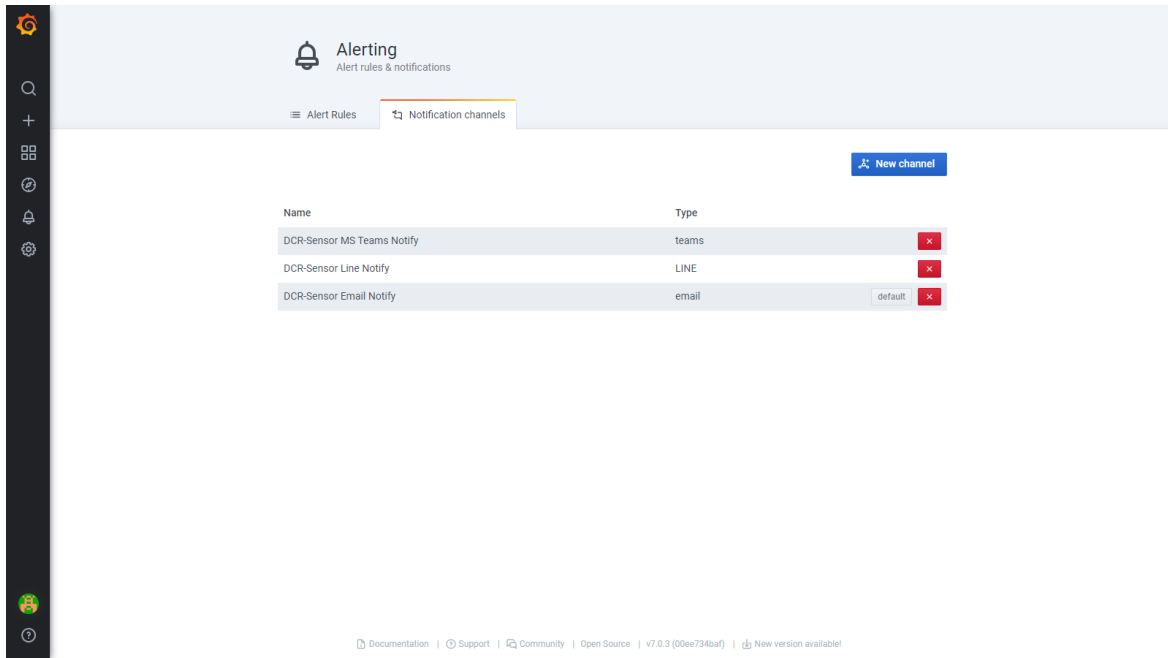 Alerting
Alert rules & notifications
Alert Rules
Notification channels
New channel
Name Type
DCR-Sensor MS Teams Notify teams
DCR-Sensor Line Notify LINE
DCR-Sensor Email Notify email default
Documentation | Support | Community | Open Source | v7.0.3 (00ee734baf) | New version available!